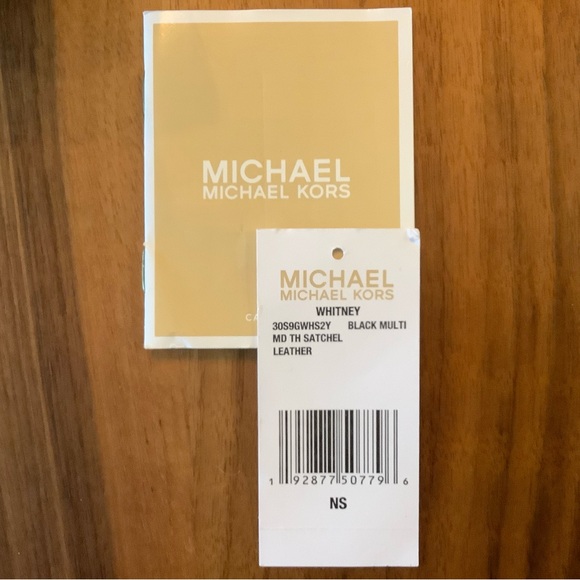 MICHAEL
MICHAEL KORS
CA
MICHAEL
MICHAEL KORS
WHITNEY
30S9GWHS2Y BLACK MULTI
MD TH SATCHEL
LEATHER
1 92877 50779 6
NS